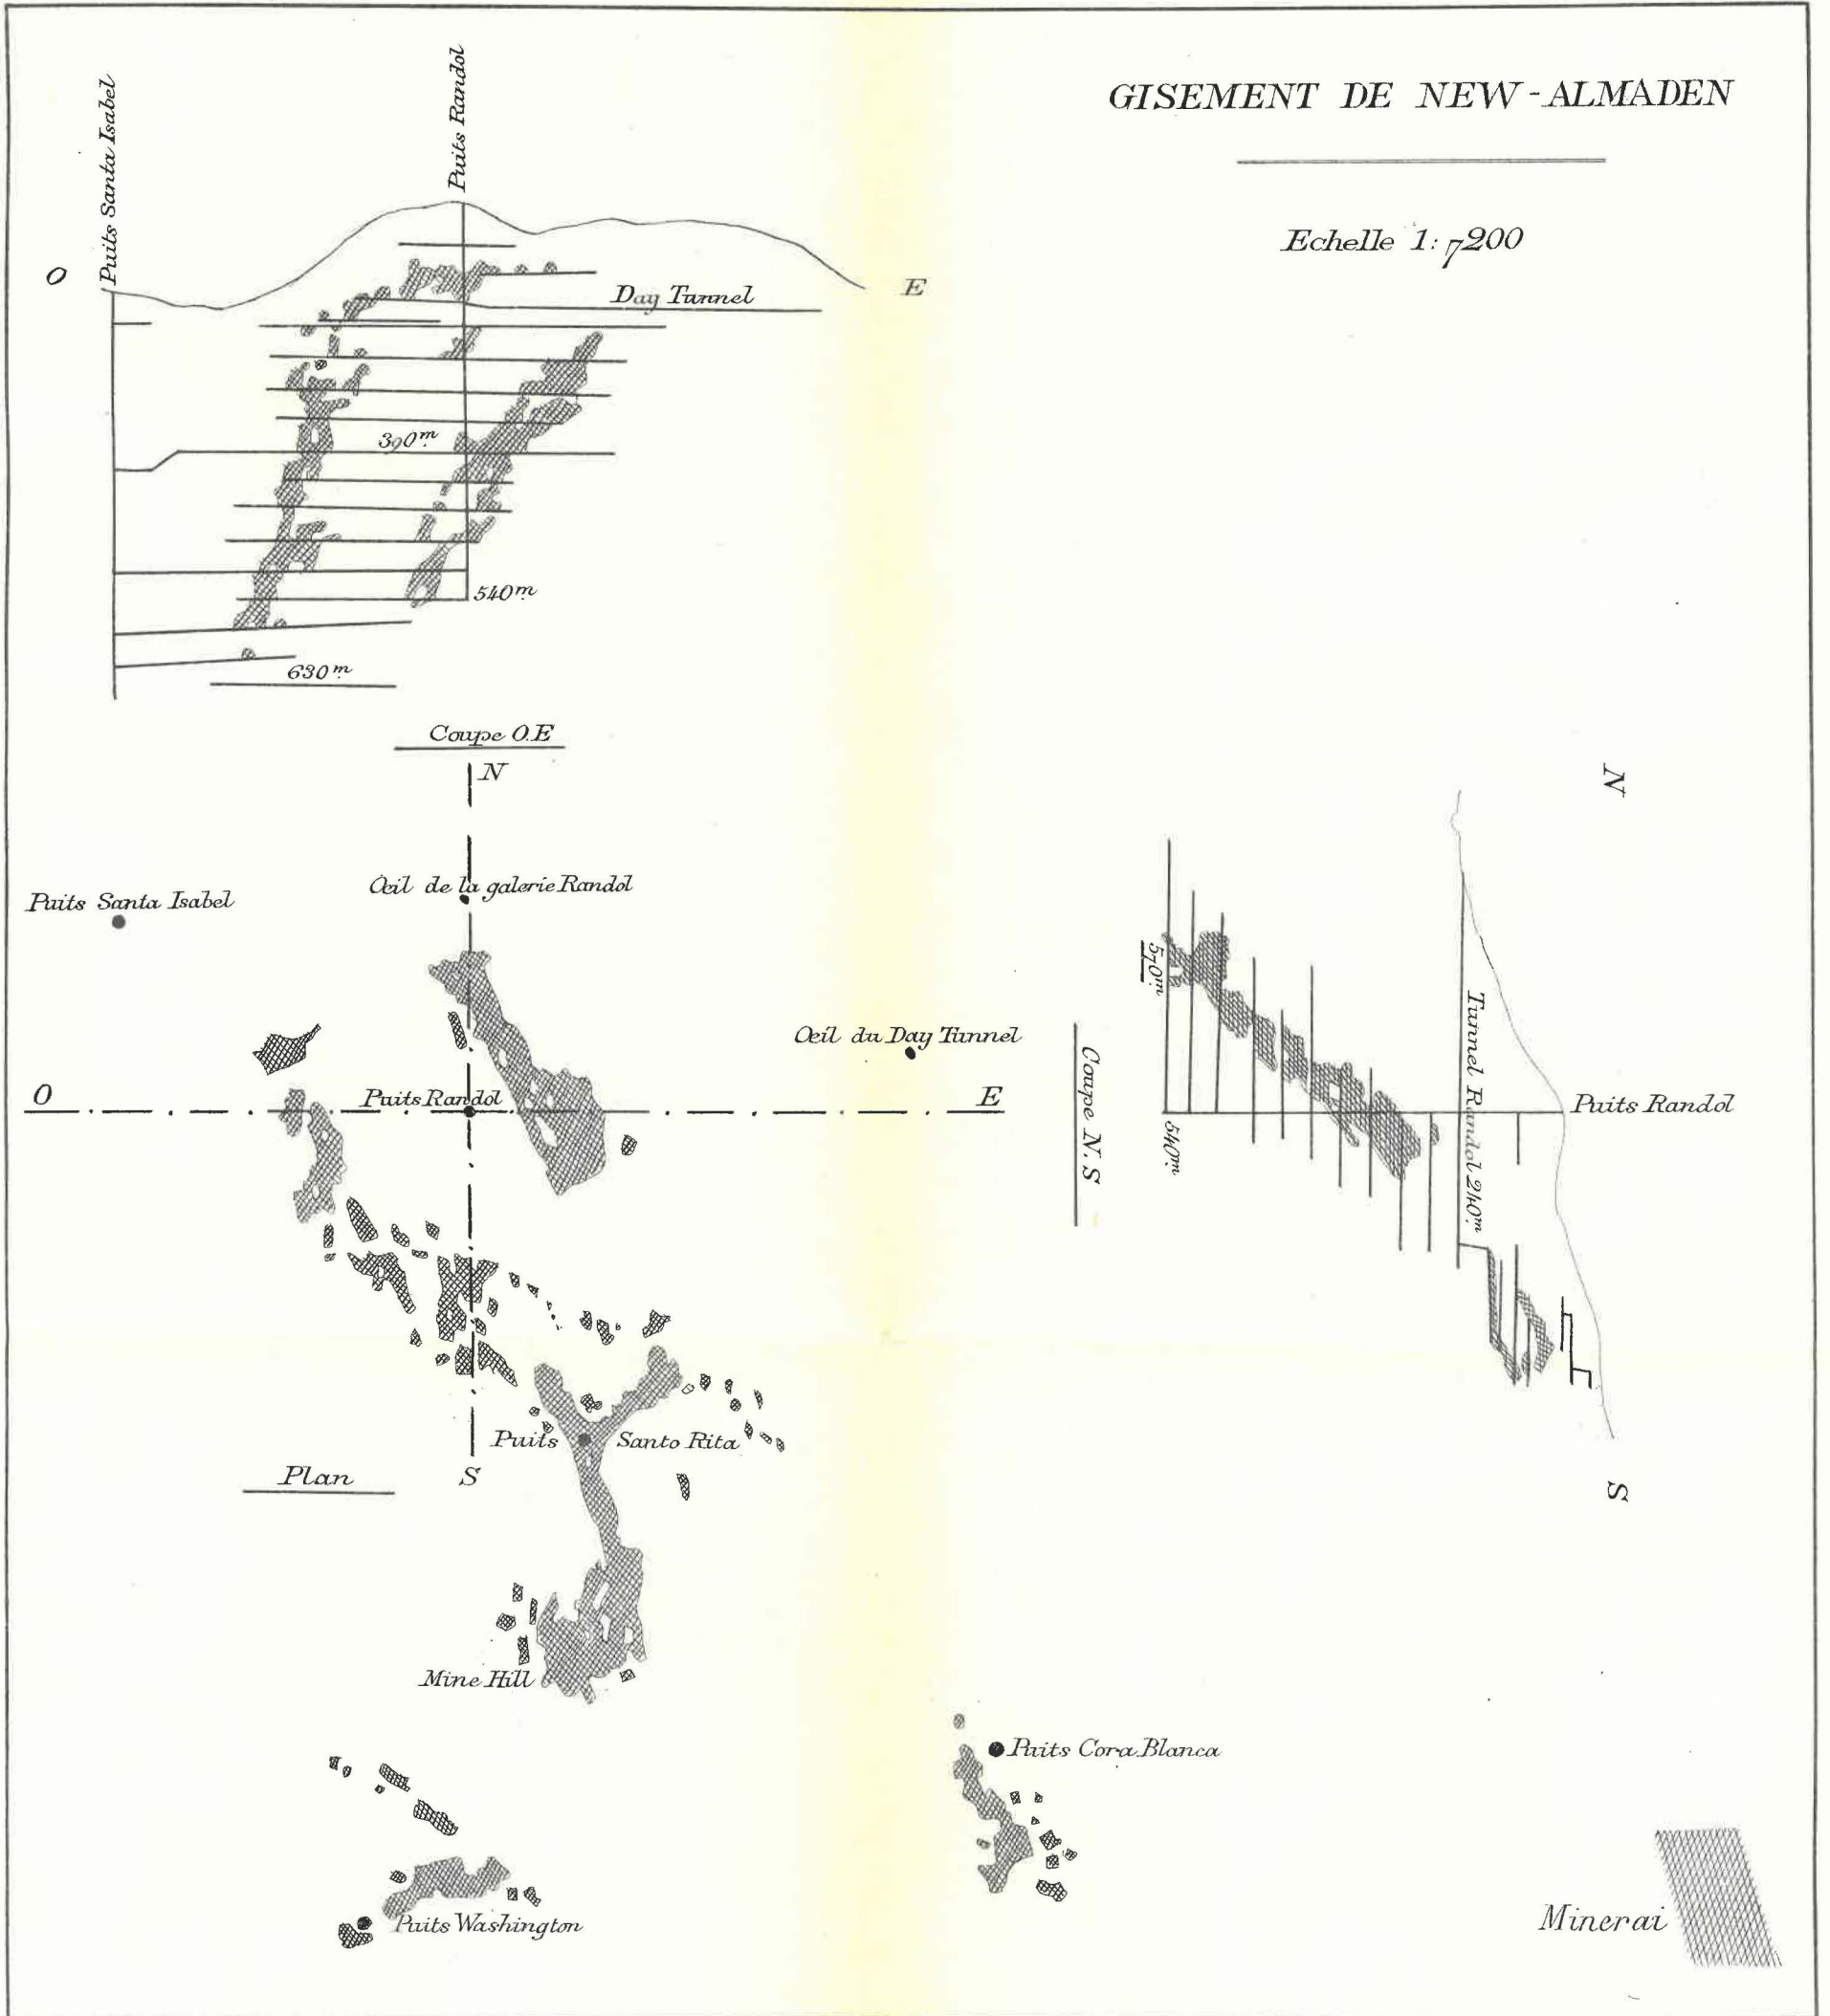 GISEMENT DE NEW-ALMADEN
Echelle 1:7200
Puits Santa Isabel
Puits Randol
O
E
Day Tunnel
390m
540m
630m
Coupe O.E
N
Œil de la galerie Randol
Puits Santa Isabel
Œil du Day Tunnel
O
Puits Randol
E
Puits Santo Rita
Plan
S
Mine Hill
Puits Cora Blanca
Puits Washington
N
570m
Coupe N.S
540m
Tunnel Randol 240m
Puits Randol
S
Minerai